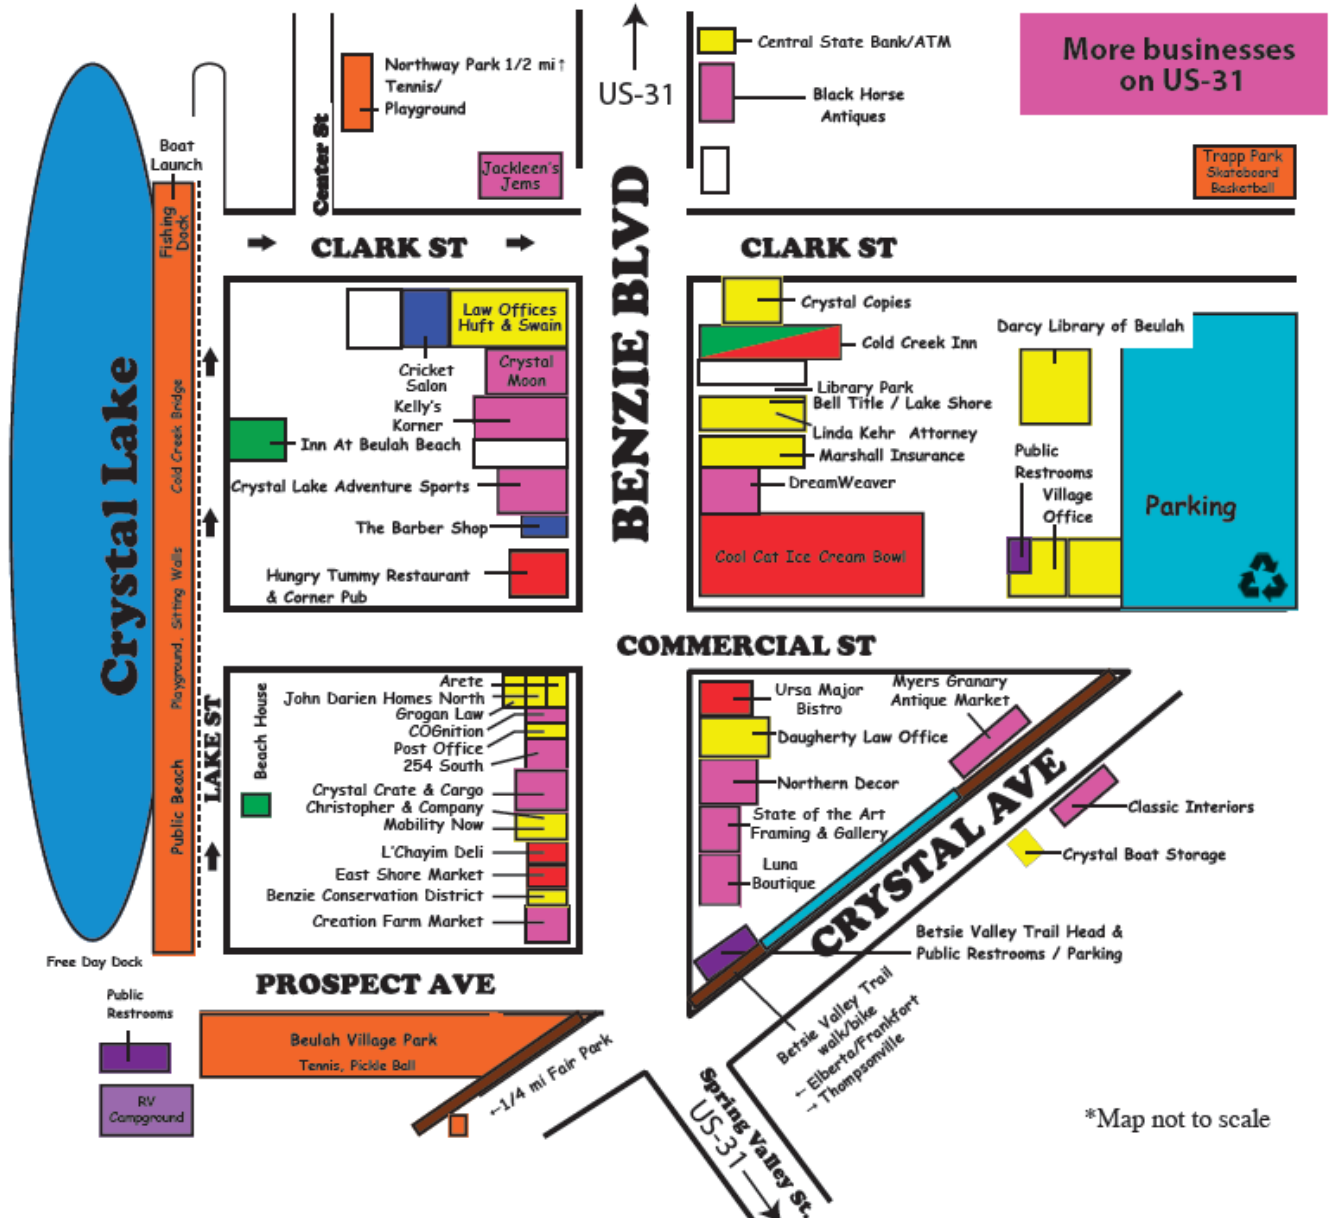 Northway Park 1/2 mi↑
Tennis/
Playground
Center St
US-31
Central State Bank/ATM
Black Horse
Antiques
More businesses
on US-31
Boat
Launch
Jackleen's
Jems
Trapp Park
Skateboard
Basketball
Fishing
Dock
CLARK ST
BENZIE BLVD
CLARK ST
Crystal Lake
Cold Creek Bridge
Playground, Sitting Walls
Public Beach
LAKE ST
Law Offices
Huft & Swain
Cricket
Salon
Crystal
Moon
Kelly's
Korner
Inn At Beulah Beach
Crystal Lake Adventure Sports
The Barber Shop
Hungry Tummy Restaurant
& Corner Pub
Crystal Copies
Cold Creek Inn
Library Park
Bell Title / Lake Shore
Linda Kehr Attorney
Marshall Insurance
DreamWeaver
Cool Cat Ice Cream Bowl
Darcy Library of Beulah
Public
Restrooms
Village
Office
Parking
COMMERCIAL ST
Beach House
Arete
John Darien Homes North
Grogan Law
COGnition
Post Office
254 South
Crystal Crate & Cargo
Christopher & Company
Mobility Now
L'Chayim Deli
East Shore Market
Benzie Conservation District
Creation Farm Market
Ursa Major
Bistro
Daugherty Law Office
Northern Decor
State of the Art
Framing & Gallery
Luna
Boutique
Myers Granary
Antique Market
CRYSTAL AVE
Classic Interiors
Crystal Boat Storage
Betsie Valley Trail Head &
Public Restrooms / Parking
Free Day Dock
PROSPECT AVE
Public
Restrooms
RV
Campground
Beulah Village Park
Tennis, Pickle Ball
←1/4 mi Fair Park
Betsie Valley Trail
walk/bike
← Elberta/Frankfort
→ Thompsonville
Spring Valley St.
US-31
*Map not to scale